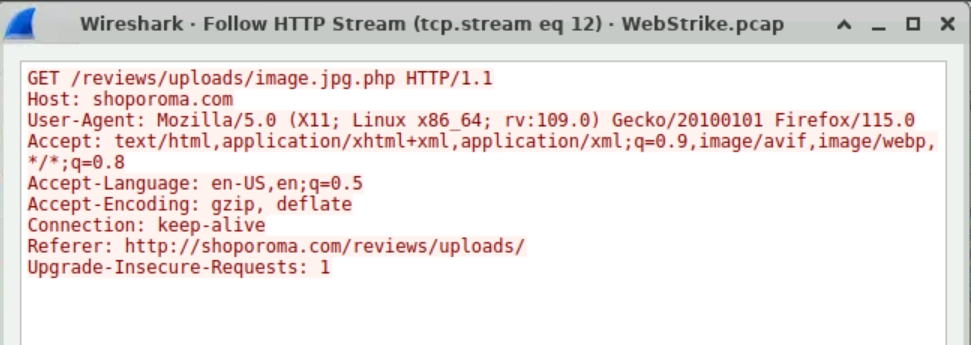 Wireshark · Follow HTTP Stream (tcp.stream eq 12) · WebStrike.pcap
GET /reviews/uploads/image.jpg.php HTTP/1.1
Host: shoporoma.com
User-Agent: Mozilla/5.0 (X11; Linux x86_64; rv:109.0) Gecko/20100101 Firefox/115.0
Accept: text/html,application/xhtml+xml,application/xml;q=0.9,image/avif,image/webp,
*/*;q=0.8
Accept-Language: en-US,en;q=0.5
Accept-Encoding: gzip, deflate
Connection: keep-alive
Referer: http://shoporoma.com/reviews/uploads/
Upgrade-Insecure-Requests: 1